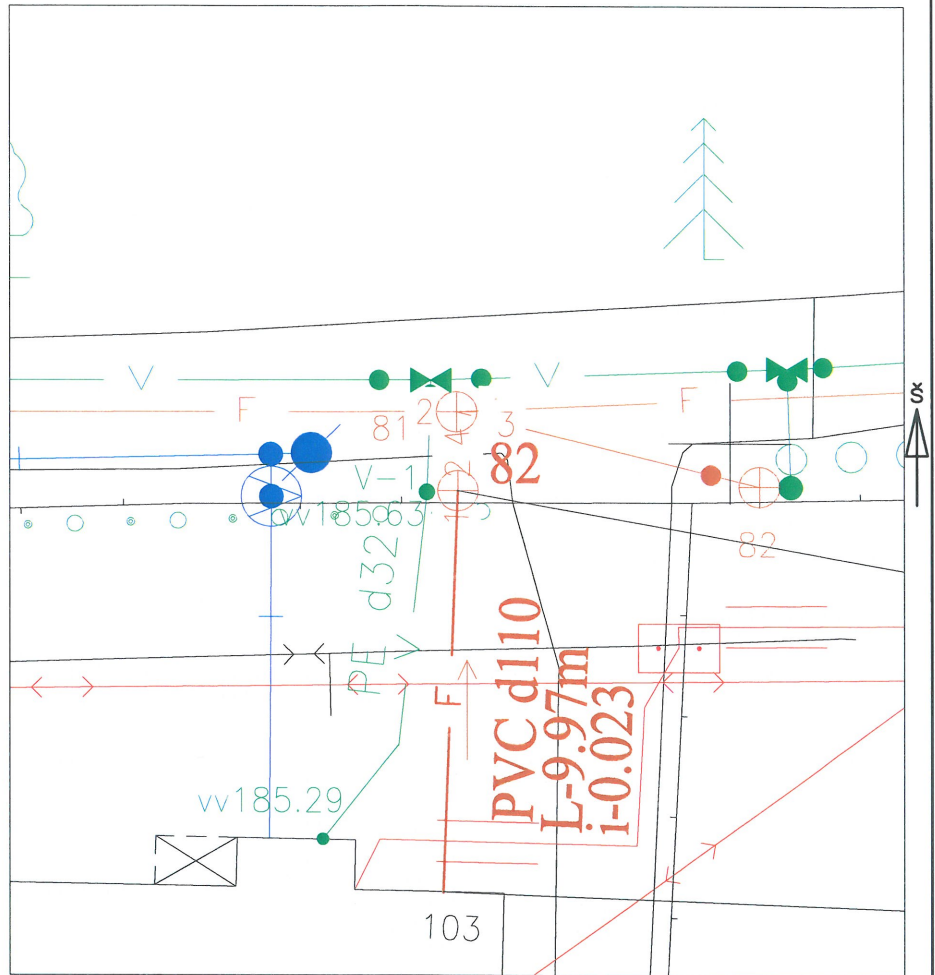 Š
V
V
F
F
81
2
3
4
82
V-1
vv185.63
82
d32
PE
V
F
PVC d110
L-9.97m
i-0.023
vv185.29
103